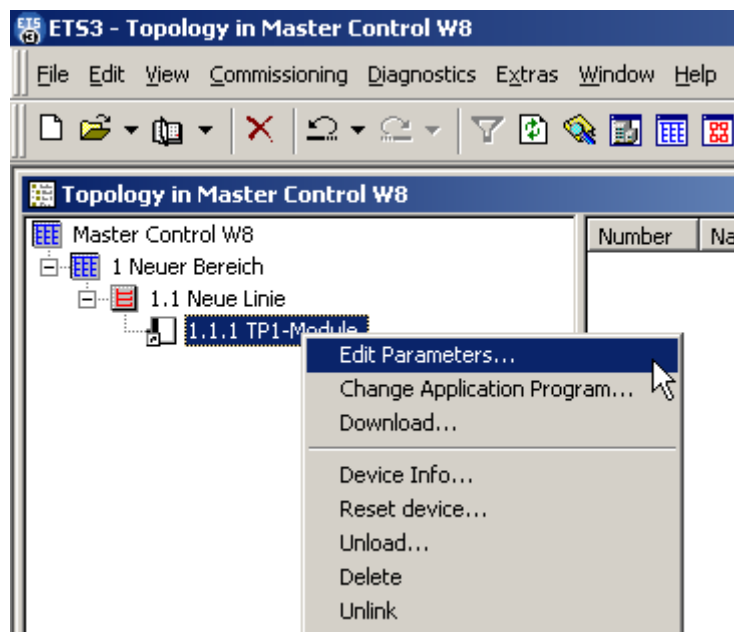 ETS3 - Topology in Master Control W8
File Edit View Commissioning Diagnostics Extras Window Help
Topology in Master Control W8
Master Control W8
Number Na
1 Neuer Bereich
1.1 Neue Linie
1.1.1 TP1-Module
Edit Parameters...
Change Application Program...
Download...
Device Info...
Reset device...
Unload...
Delete
Unlink